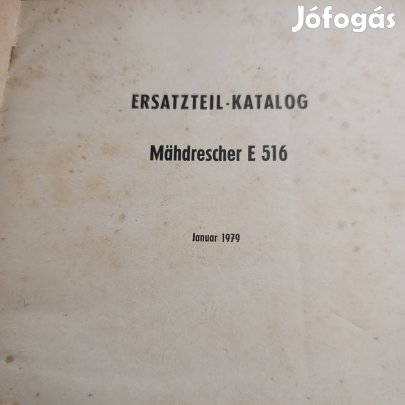 Jófogás
ERSATZTEIL-KATALOG
Mähdrescher E 516
Januar 1979